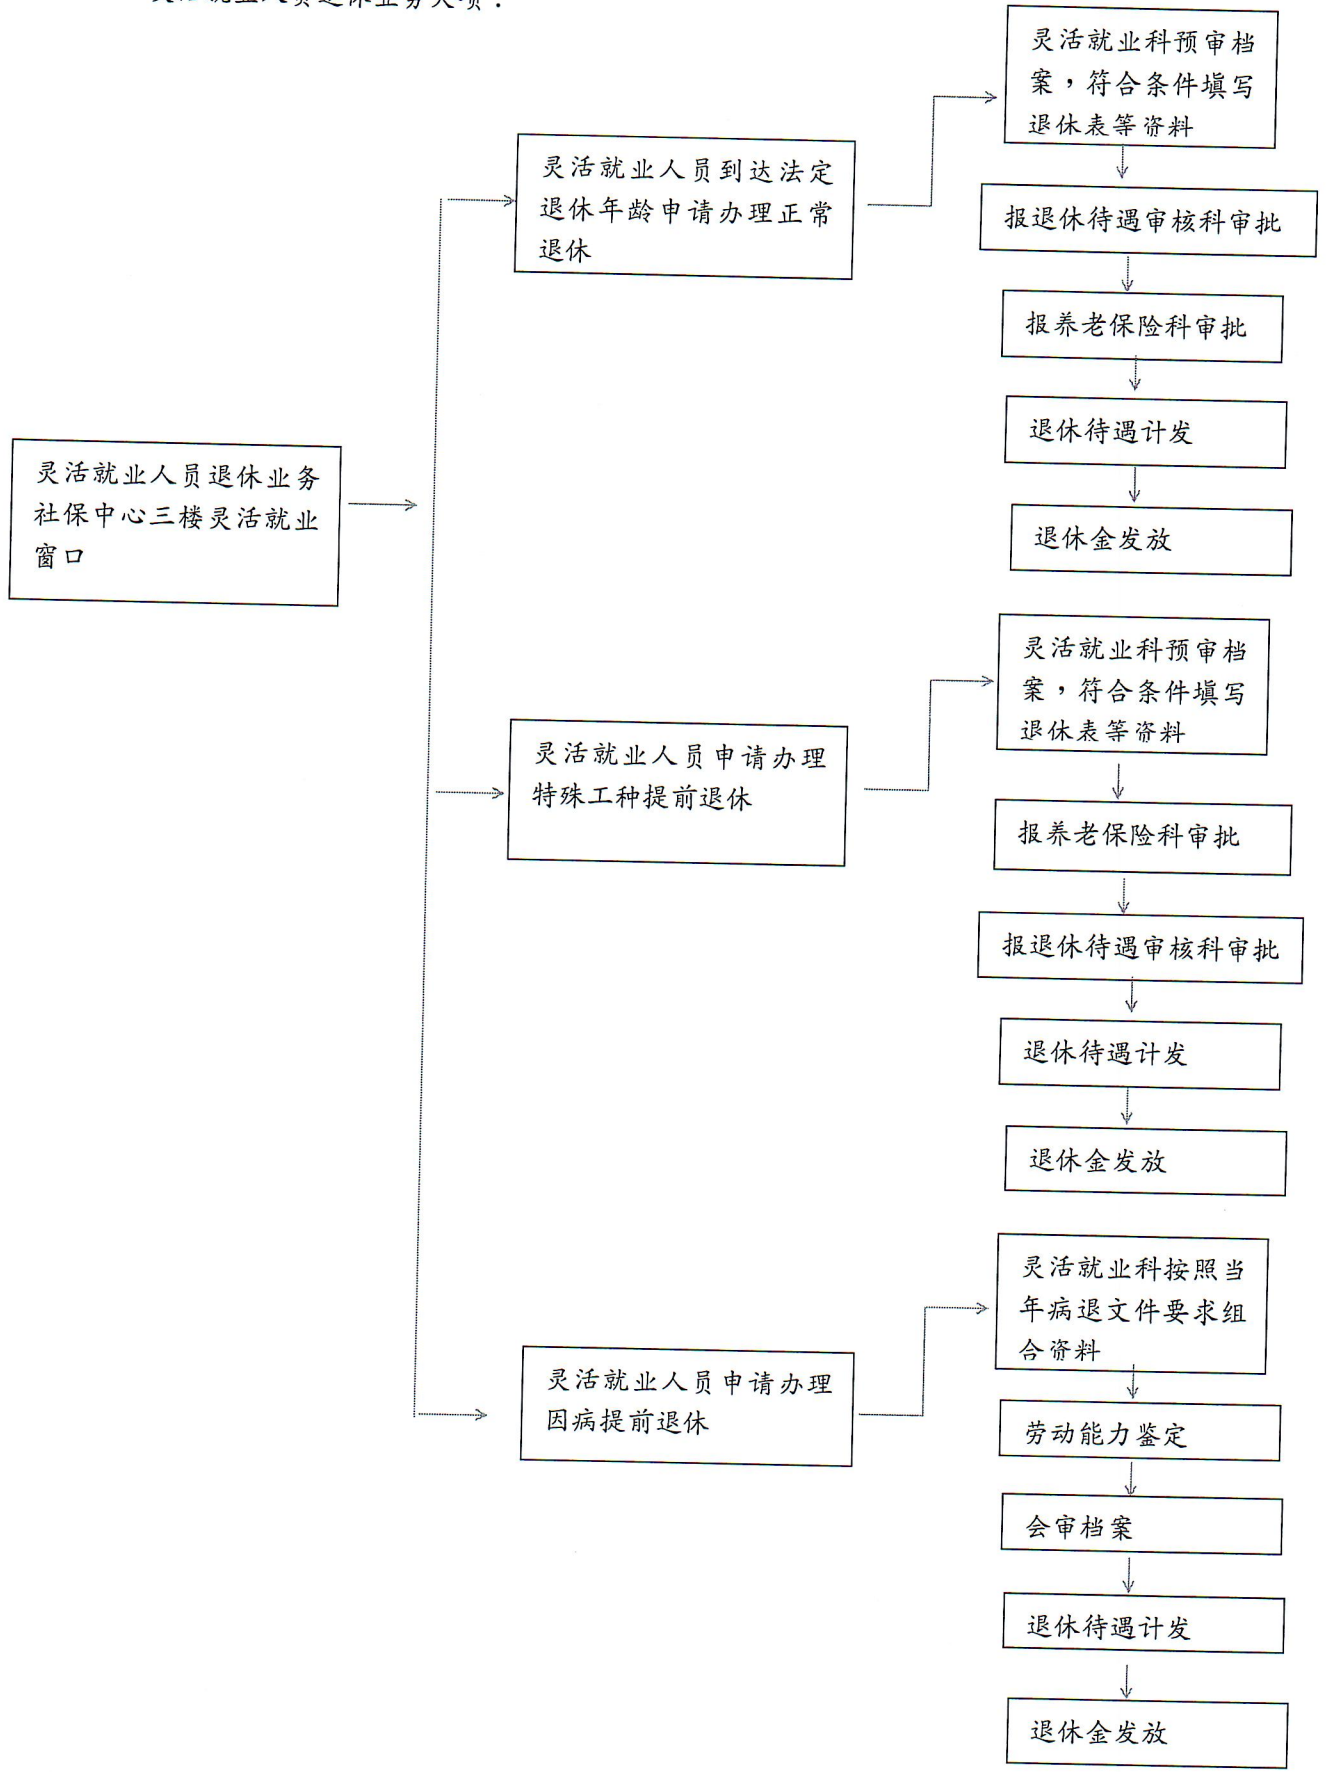 灵活就业人员退休业务
社保中心三楼灵活就业
窗口
灵活就业人员到达法定
退休年龄申请办理正常
退休
灵活就业科预审档
案，符合条件填写
退休表等资料
报退休待遇审核科审批
报养老保险科审批
退休待遇计发
退休金发放
灵活就业人员申请办理
特殊工种提前退休
灵活就业科预审档
案，符合条件填写
退休表等资料
报养老保险科审批
报退休待遇审核科审批
退休待遇计发
退休金发放
灵活就业人员申请办理
因病提前退休
灵活就业科按照当
年病退文件要求组
合资料
劳动能力鉴定
会审档案
退休待遇计发
退休金发放